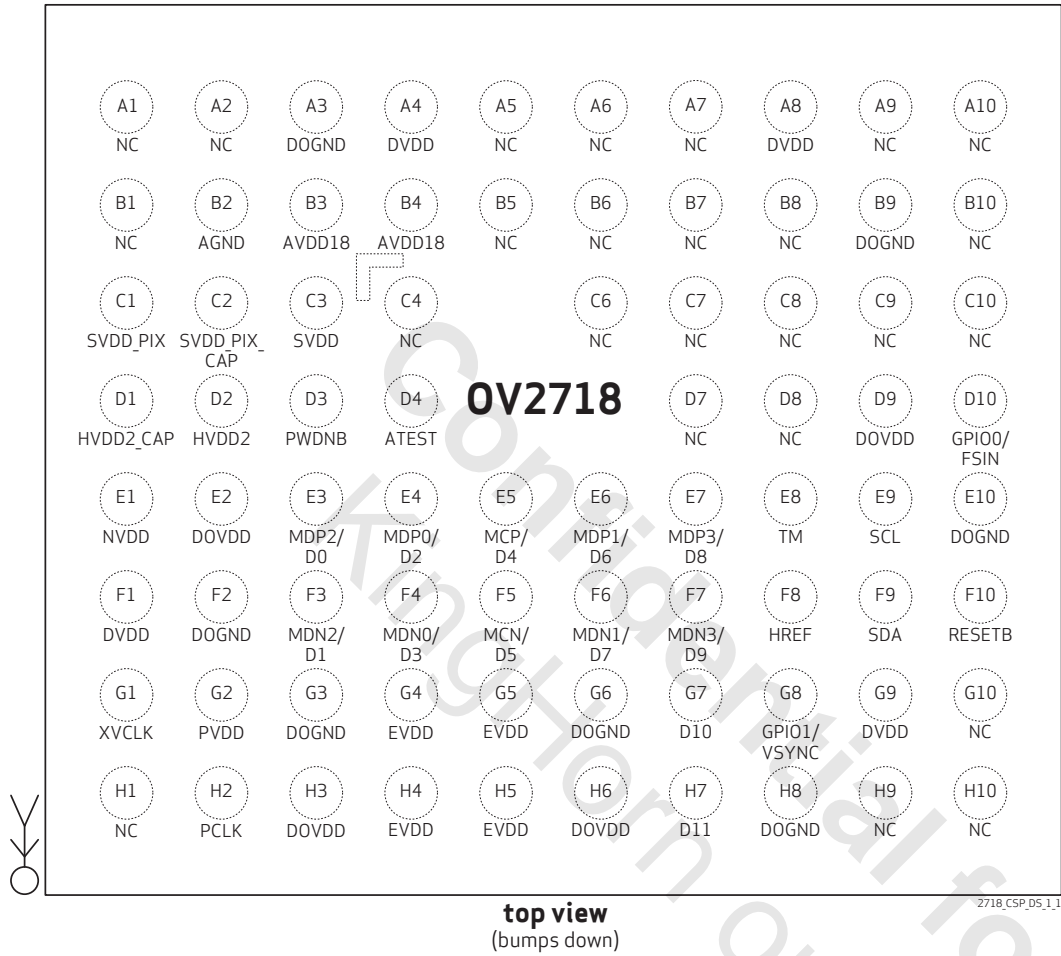 A1 A2 A3 A4 A5 A6 A7 A8 A9 A10
NC NC DOGND DVDD NC NC NC DVDD NC NC
B1 B2 B3 B4 B5 B6 B7 B8 B9 B10
NC AGND AVDD18 AVDD18 NC NC NC NC DOGND NC
C1 C2 C3 C4 C6 C7 C8 C9 C10
SVDD_PIX SVDD_PIX_ SVDD NC NC NC NC NC NC
CAP
D1 D2 D3 D4 OV2718 D7 D8 D9 D10
HVDD2_CAP HVDD2 PWDNB ATEST NC NC DOVDD GPIO0/
FSIN
E1 E2 E3 E4 E5 E6 E7 E8 E9 E10
NVDD DOVDD MDP2/ MDP0/ MCP/ MDP1/ MDP3/ TM SCL DOGND
D0 D2 D4 D6 D8
F1 F2 F3 F4 F5 F6 F7 F8 F9 F10
DVDD DOGND MDN2/ MDN0/ MCN/ MDN1/ MDN3/ HREF SDA RESETB
D1 D3 D5 D7 D9
G1 G2 G3 G4 G5 G6 G7 G8 G9 G10
XVCLK PVDD DOGND EVDD EVDD DOGND D10 GPIO1/ DVDD NC
VSYNC
H1 H2 H3 H4 H5 H6 H7 H8 H9 H10
NC PCLK DOVDD EVDD EVDD DOVDD D11 DOGND NC NC
2718_CSP_DS_1_1
top view
(bumps down)
Confidential fo
KingHorn o